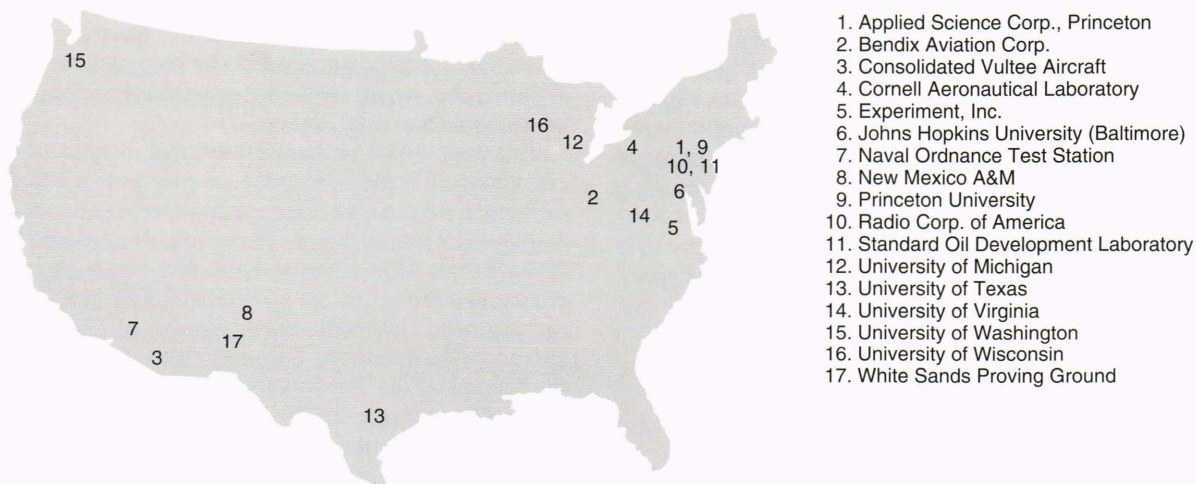 15
16
12
4
1, 9
10, 11
2
6
14
5
8
7
17
3
13
1. Applied Science Corp., Princeton
2. Bendix Aviation Corp.
3. Consolidated Vultee Aircraft
4. Cornell Aeronautical Laboratory
5. Experiment, Inc.
6. Johns Hopkins University (Baltimore)
7. Naval Ordnance Test Station
8. New Mexico A&M
9. Princeton University
10. Radio Corp. of America
11. Standard Oil Development Laboratory
12. University of Michigan
13. University of Texas
14. University of Virginia
15. University of Washington
16. University of Wisconsin
17. White Sands Proving Ground